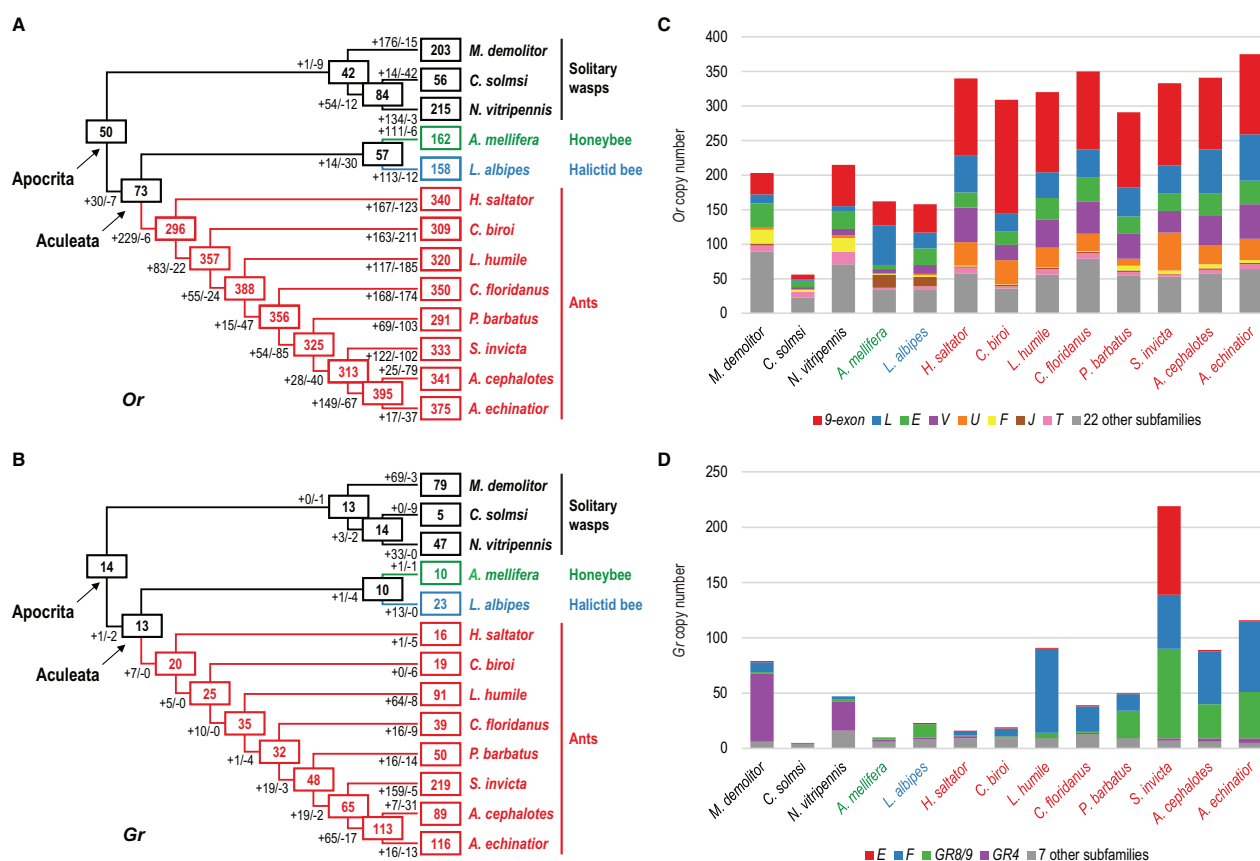 A
+176/-15
203
M. demolitor
+1/-9
42
+14/-42
56
C. solmsi
Solitary
wasps
+54/-12
84
215
N. vitripennis
+134/-3
50
+111/-6
162
A. mellifera
Honeybee
Apocrita
57
+14/-30
158
L. albipes
Halictid bee
+113/-12
73
+30/-7
Aculeata
340
H. saltator
+167/-123
296
+229/-6
309
C. biroi
+163/-211
357
+83/-22
320
L. humile
+117/-185
388
+55/-24
350
C. floridanus
+168/-174
Ants
356
+15/-47
291
P. barbatus
+69/-103
325
+54/-85
333
S. invicta
+122/-102
313
+28/-40
+25/-79
341
A. cephalotes
395
+149/-67
375
A. echinatior
+17/-37
Or
B
+69/-3
79
M. demolitor
+0/-1
13
+0/-9
5
C. solmsi
Solitary
wasps
+3/-2
14
47
N. vitripennis
+33/-0
14
+1/-1
10
A. mellifera
Honeybee
Apocrita
10
+1/-4
23
L. albipes
Halictid bee
+13/-0
13
+1/-2
Aculeata
16
H. saltator
+1/-5
20
+7/-0
19
C. biroi
+0/-6
25
+5/-0
91
L. humile
+64/-8
35
+10/-0
39
C. floridanus
+16/-9
Ants
32
+1/-4
50
P. barbatus
+16/-14
48
+19/-3
219
S. invicta
+159/-5
65
+19/-2
+7/-31
89
A. cephalotes
113
+65/-17
116
A. echinatior
+16/-13
Gr
C
Or copy number
400
350
300
250
200
150
100
50
0
M. demolitor
C. solmsi
N. vitripennis
A. mellifera
L. albipes
H. saltator
C. biroi
L. humile
C. floridanus
P. barbatus
S. invicta
A. cephalotes
A. echinatior
9-exon L E V U F J T 22 other subfamilies
D
Gr copy number
250
200
150
100
50
0
M. demolitor
C. solmsi
N. vitripennis
A. mellifera
L. albipes
H. saltator
C. biroi
L. humile
C. floridanus
P. barbatus
S. invicta
A. cephalotes
A. echinatior
E F GR8/9 GR4 7 other subfamilies